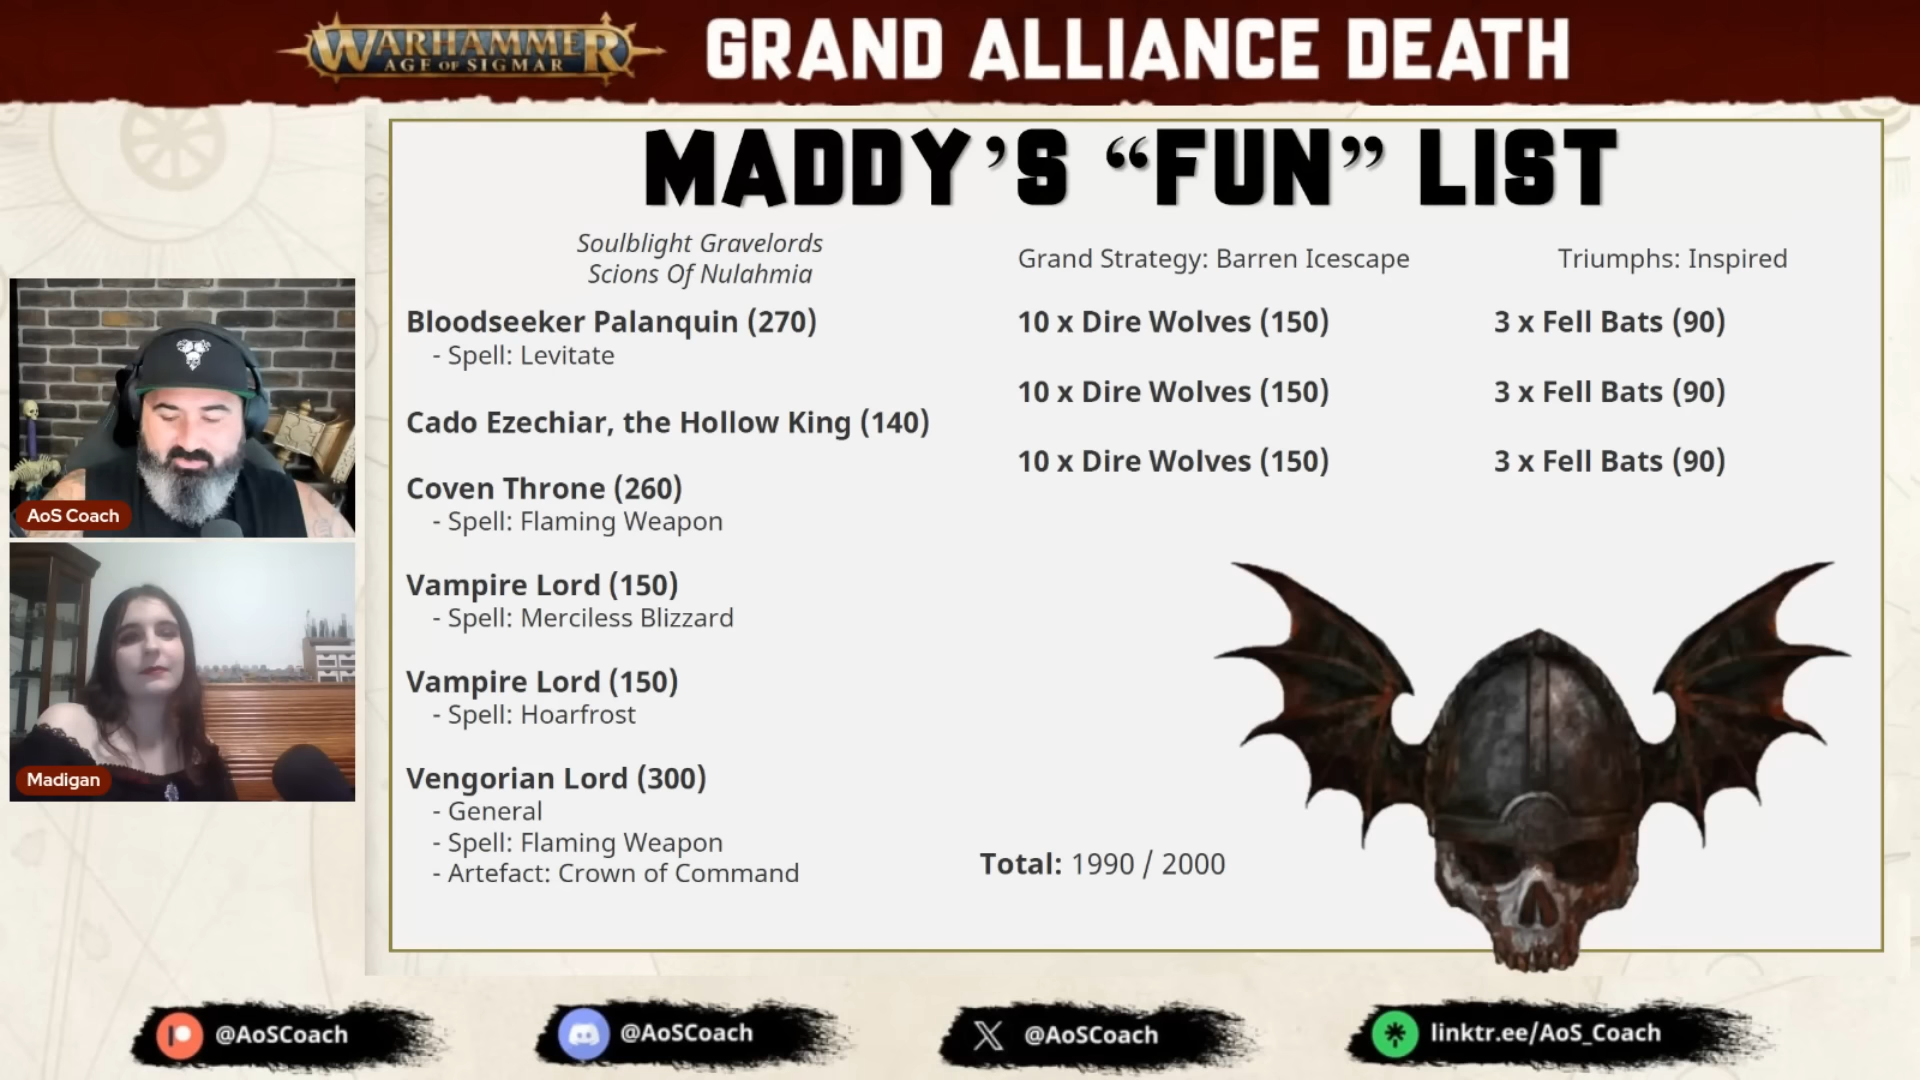 WARHAMMER
AGE OF SIGMAR
GRAND ALLIANCE DEATH
MADDY'S “FUN” LIST
Soulblight Gravelords
Scions Of Nulahmia
Grand Strategy: Barren Icescape
Triumphs: Inspired
Bloodseeker Palanquin (270)
- Spell: Levitate
Cado Ezechiar, the Hollow King (140)
Coven Throne (260)
- Spell: Flaming Weapon
Vampire Lord (150)
- Spell: Merciless Blizzard
Vampire Lord (150)
- Spell: Hoarfrost
Vengorian Lord (300)
- General
- Spell: Flaming Weapon
- Artefact: Crown of Command
10 x Dire Wolves (150)
10 x Dire Wolves (150)
10 x Dire Wolves (150)
3 x Fell Bats (90)
3 x Fell Bats (90)
3 x Fell Bats (90)
Total: 1990 / 2000
AoS Coach
Madigan
@AoSCoach
@AoSCoach
@AoSCoach
linktr.ee/AoS_Coach